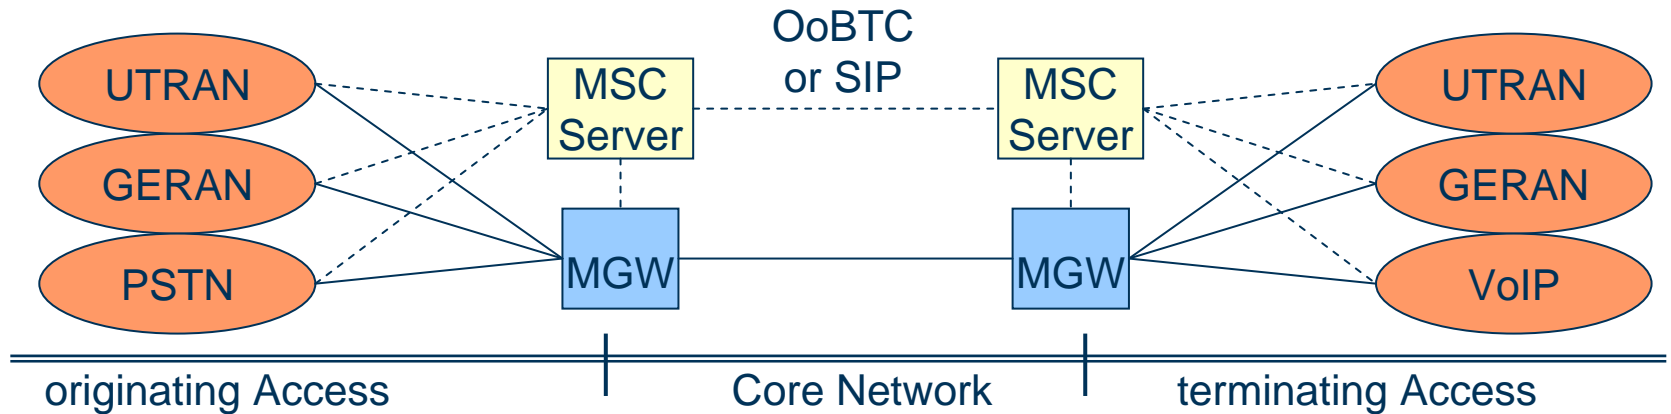 OoBTC
or SIP
UTRAN
MSC
Server
MSC
Server
UTRAN
GERAN
GERAN
PSTN
MGW
MGW
VoIP
originating Access
Core Network
terminating Access